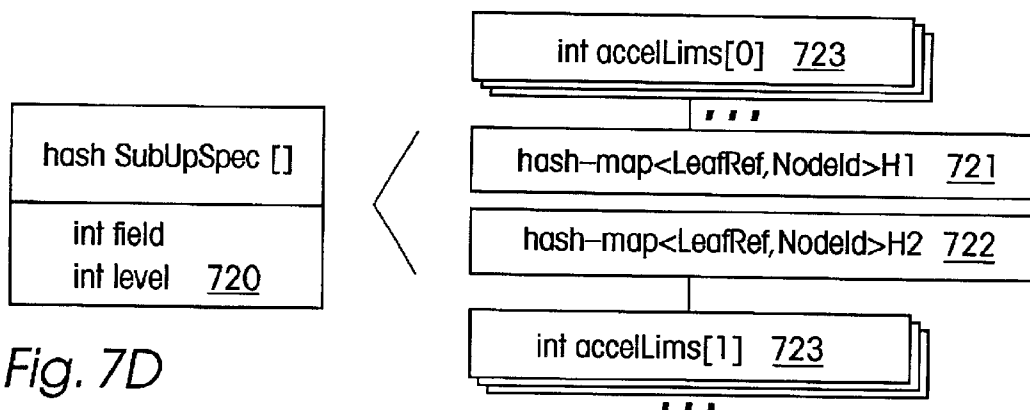 int accelLims[0] 723
▪ ▪ ▪
hash SubUpSpec []
int field
int level 720
hash-map<LeafRef,NodeId>H1 721
hash-map<LeafRef,NodeId>H2 722
int accelLims[1] 723
▪ ▪ ▪
Fig. 7D